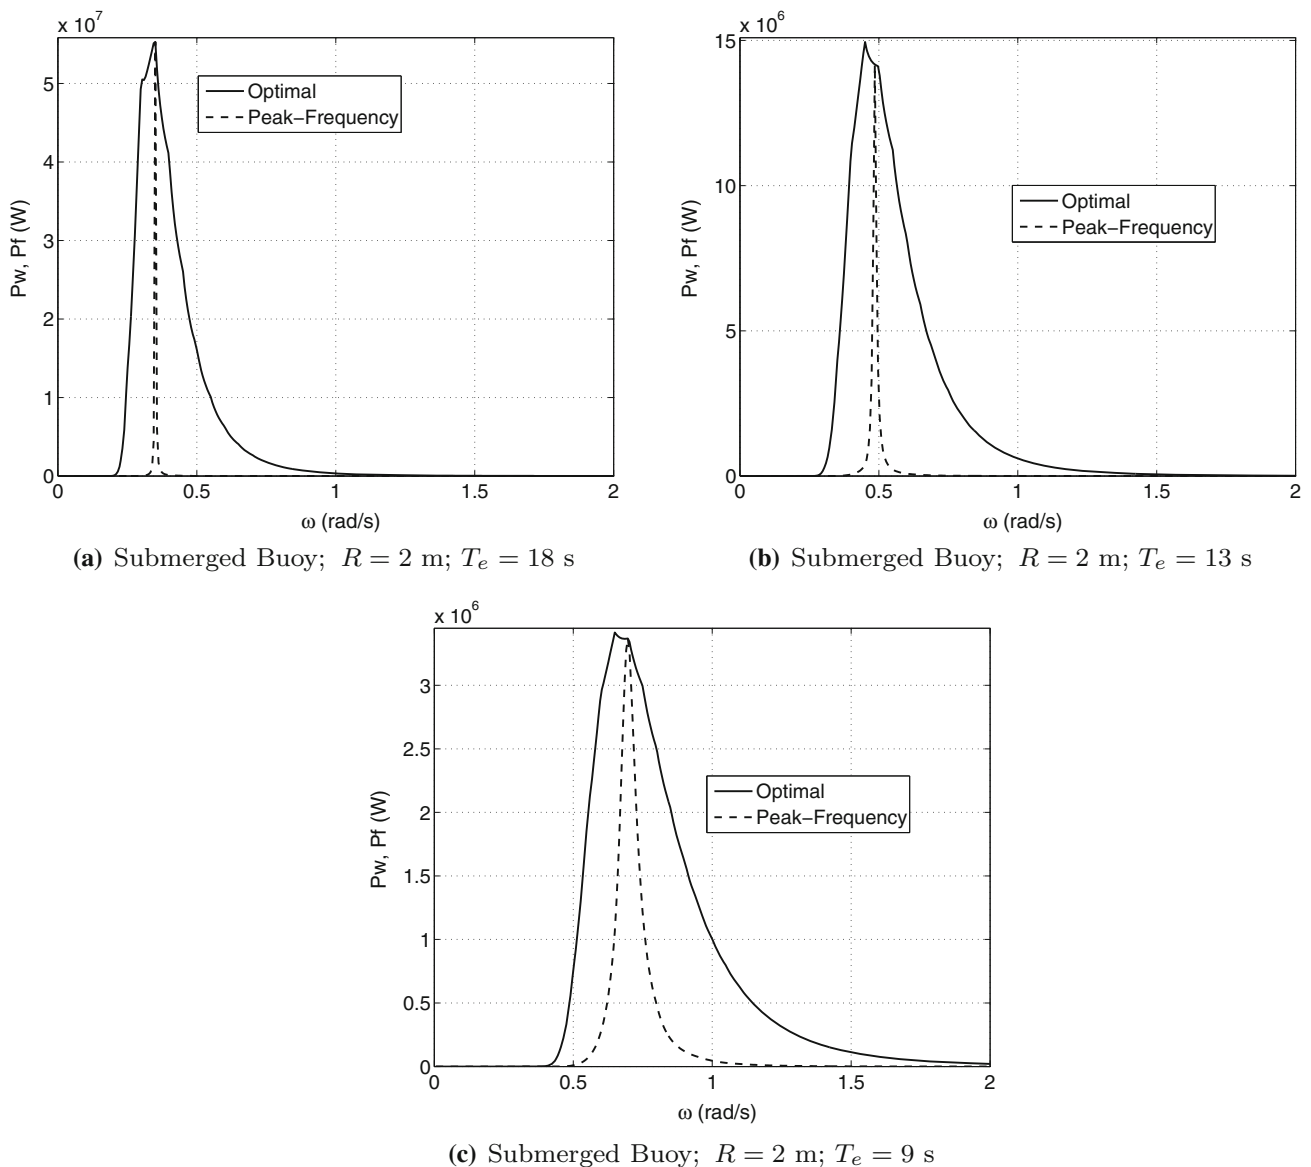 x 10^7
5
4
3
2
1
0
Pw, Pf (W)
Optimal
Peak-Frequency
0 0.5 1 1.5 2
ω (rad/s)
(a) Submerged Buoy; R = 2 m; T_e = 18 s
x 10^6
15
10
5
0
Pw, Pf (W)
Optimal
Peak-Frequency
0 0.5 1 1.5 2
ω (rad/s)
(b) Submerged Buoy; R = 2 m; T_e = 13 s
x 10^6
3
2.5
2
1.5
1
0.5
0
Pw, Pf (W)
Optimal
Peak-Frequency
0 0.5 1 1.5 2
ω (rad/s)
(c) Submerged Buoy; R = 2 m; T_e = 9 s